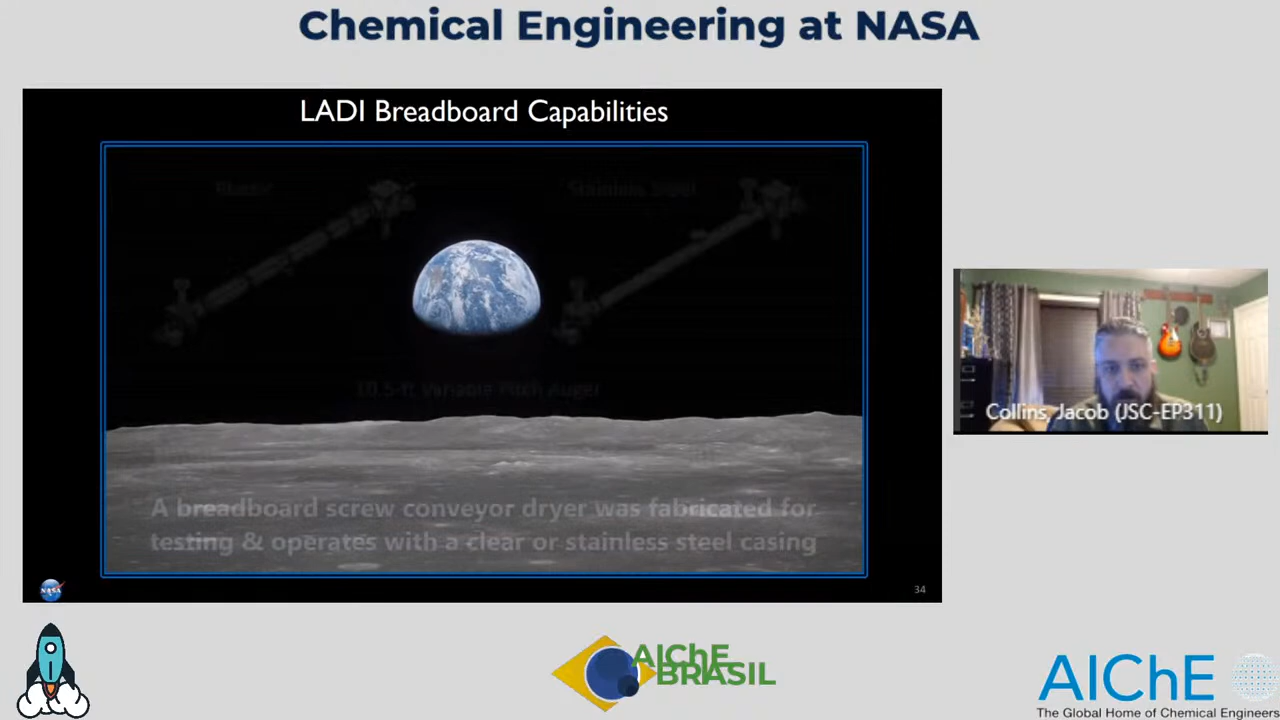 Chemical Engineering at NASA
LADI Breadboard Capabilities
Plastic
Stainless Steel
10.5-ft Variable Pitch Auger
A breadboard screw conveyor dryer was fabricated for
testing & operates with a clear or stainless steel casing
NASA
34
Collins, Jacob (JSC-EP311)
AIChE
BRASIL
AIChE
The Global Home of Chemical Engineers